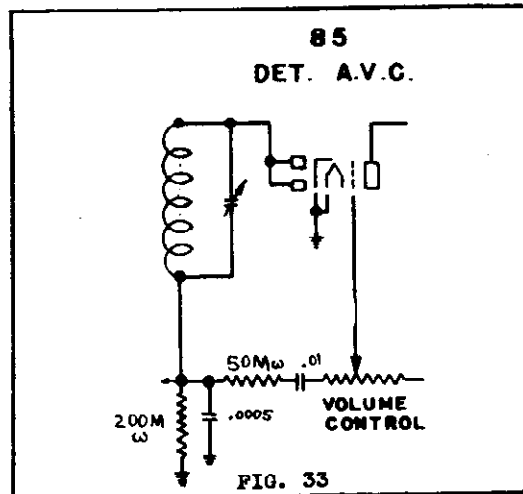 85
DET. A.V.C.
50Mω
.01
200M
ω
.0005
VOLUME
CONTROL
FIG. 33